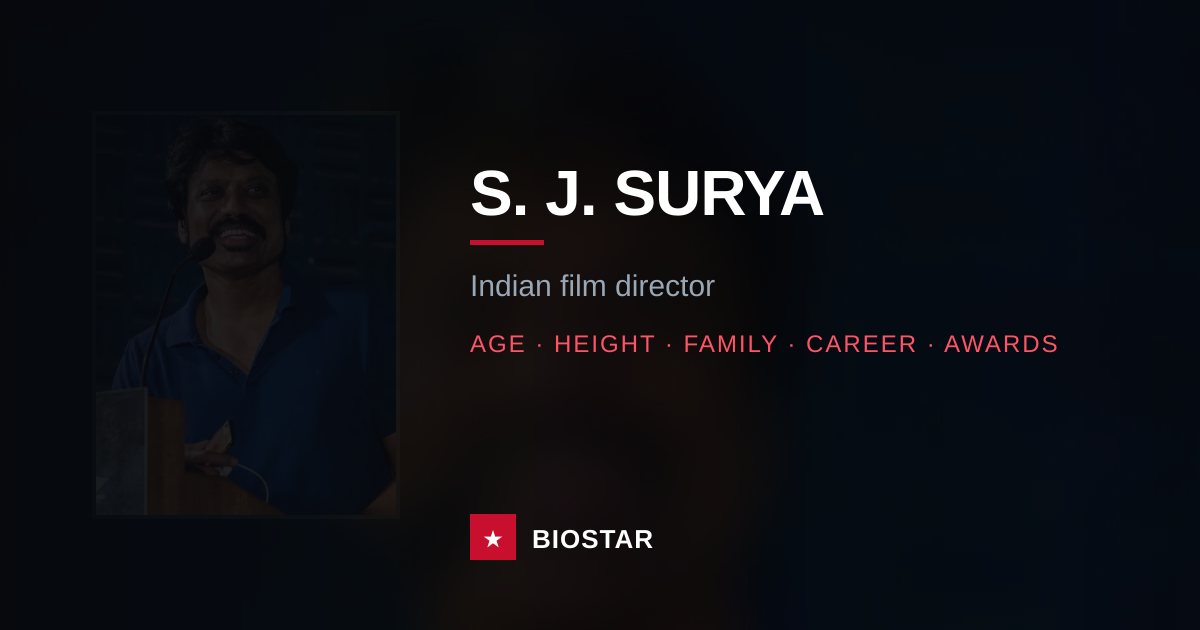 S. J. SURYA
Indian film director
AGE · HEIGHT · FAMILY · CAREER · AWARDS
BIOSTAR